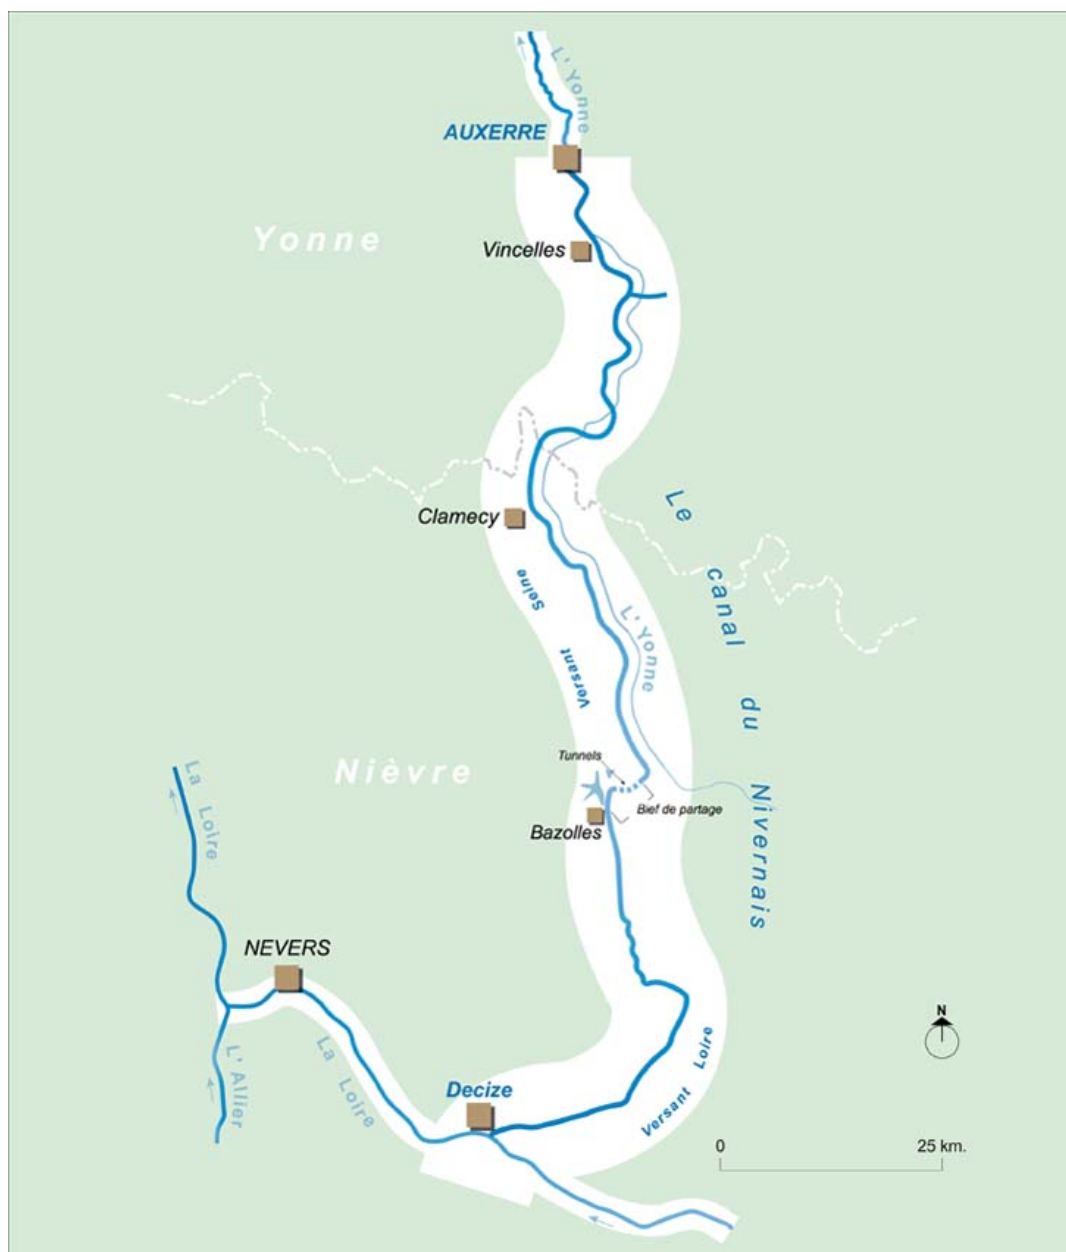 L' Yonne
AUXERRE
Yonne
Vincelles
Clamecy
Le canal du Nivernais
Versant Seine
L' Yonne
Tunnels
Nièvre
Bief de partage
Bazolles
La Loire
NEVERS
N
La Loire
L' Allier
Decize
Versant Loire
0 25 km.